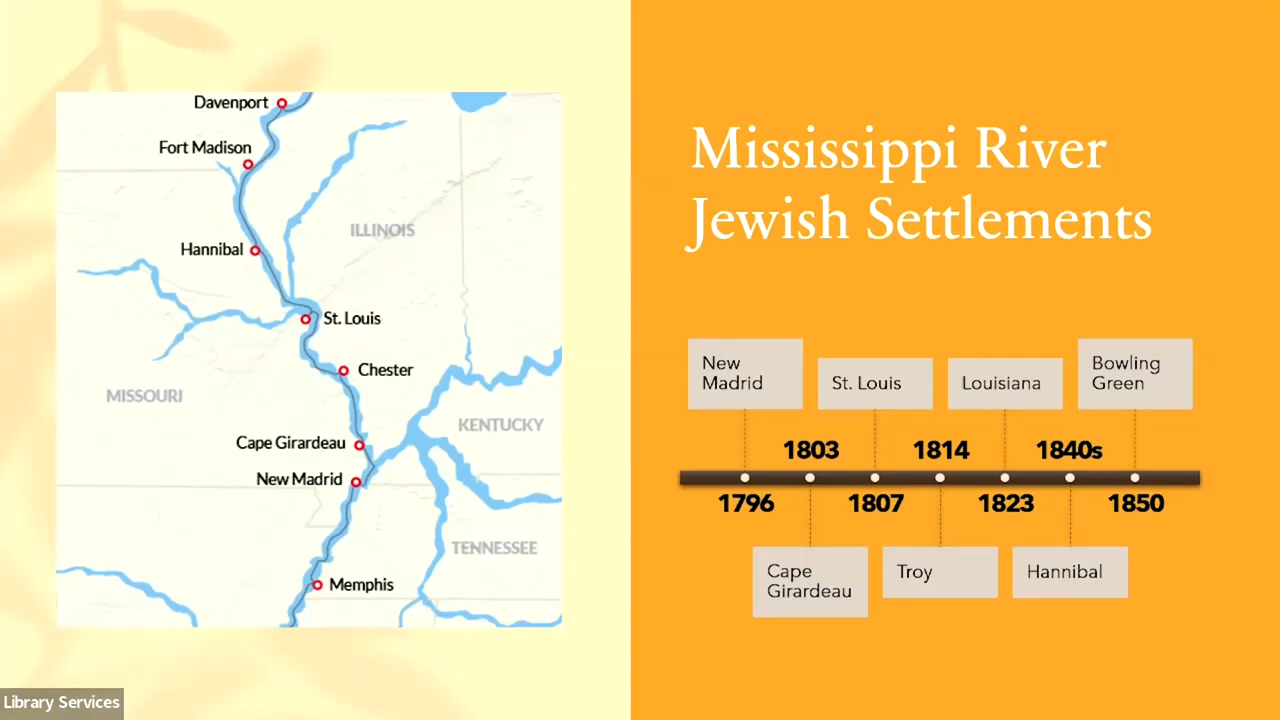 Davenport
Fort Madison
Hannibal
ILLINOIS
St. Louis
Chester
MISSOURI
KENTUCKY
Cape Girardeau
New Madrid
TENNESSEE
Memphis
Mississippi River
Jewish Settlements
New
Madrid
St. Louis
Louisiana
Bowling
Green
1803
1814
1840s
1796
1807
1823
1850
Cape
Girardeau
Troy
Hannibal
Library Services